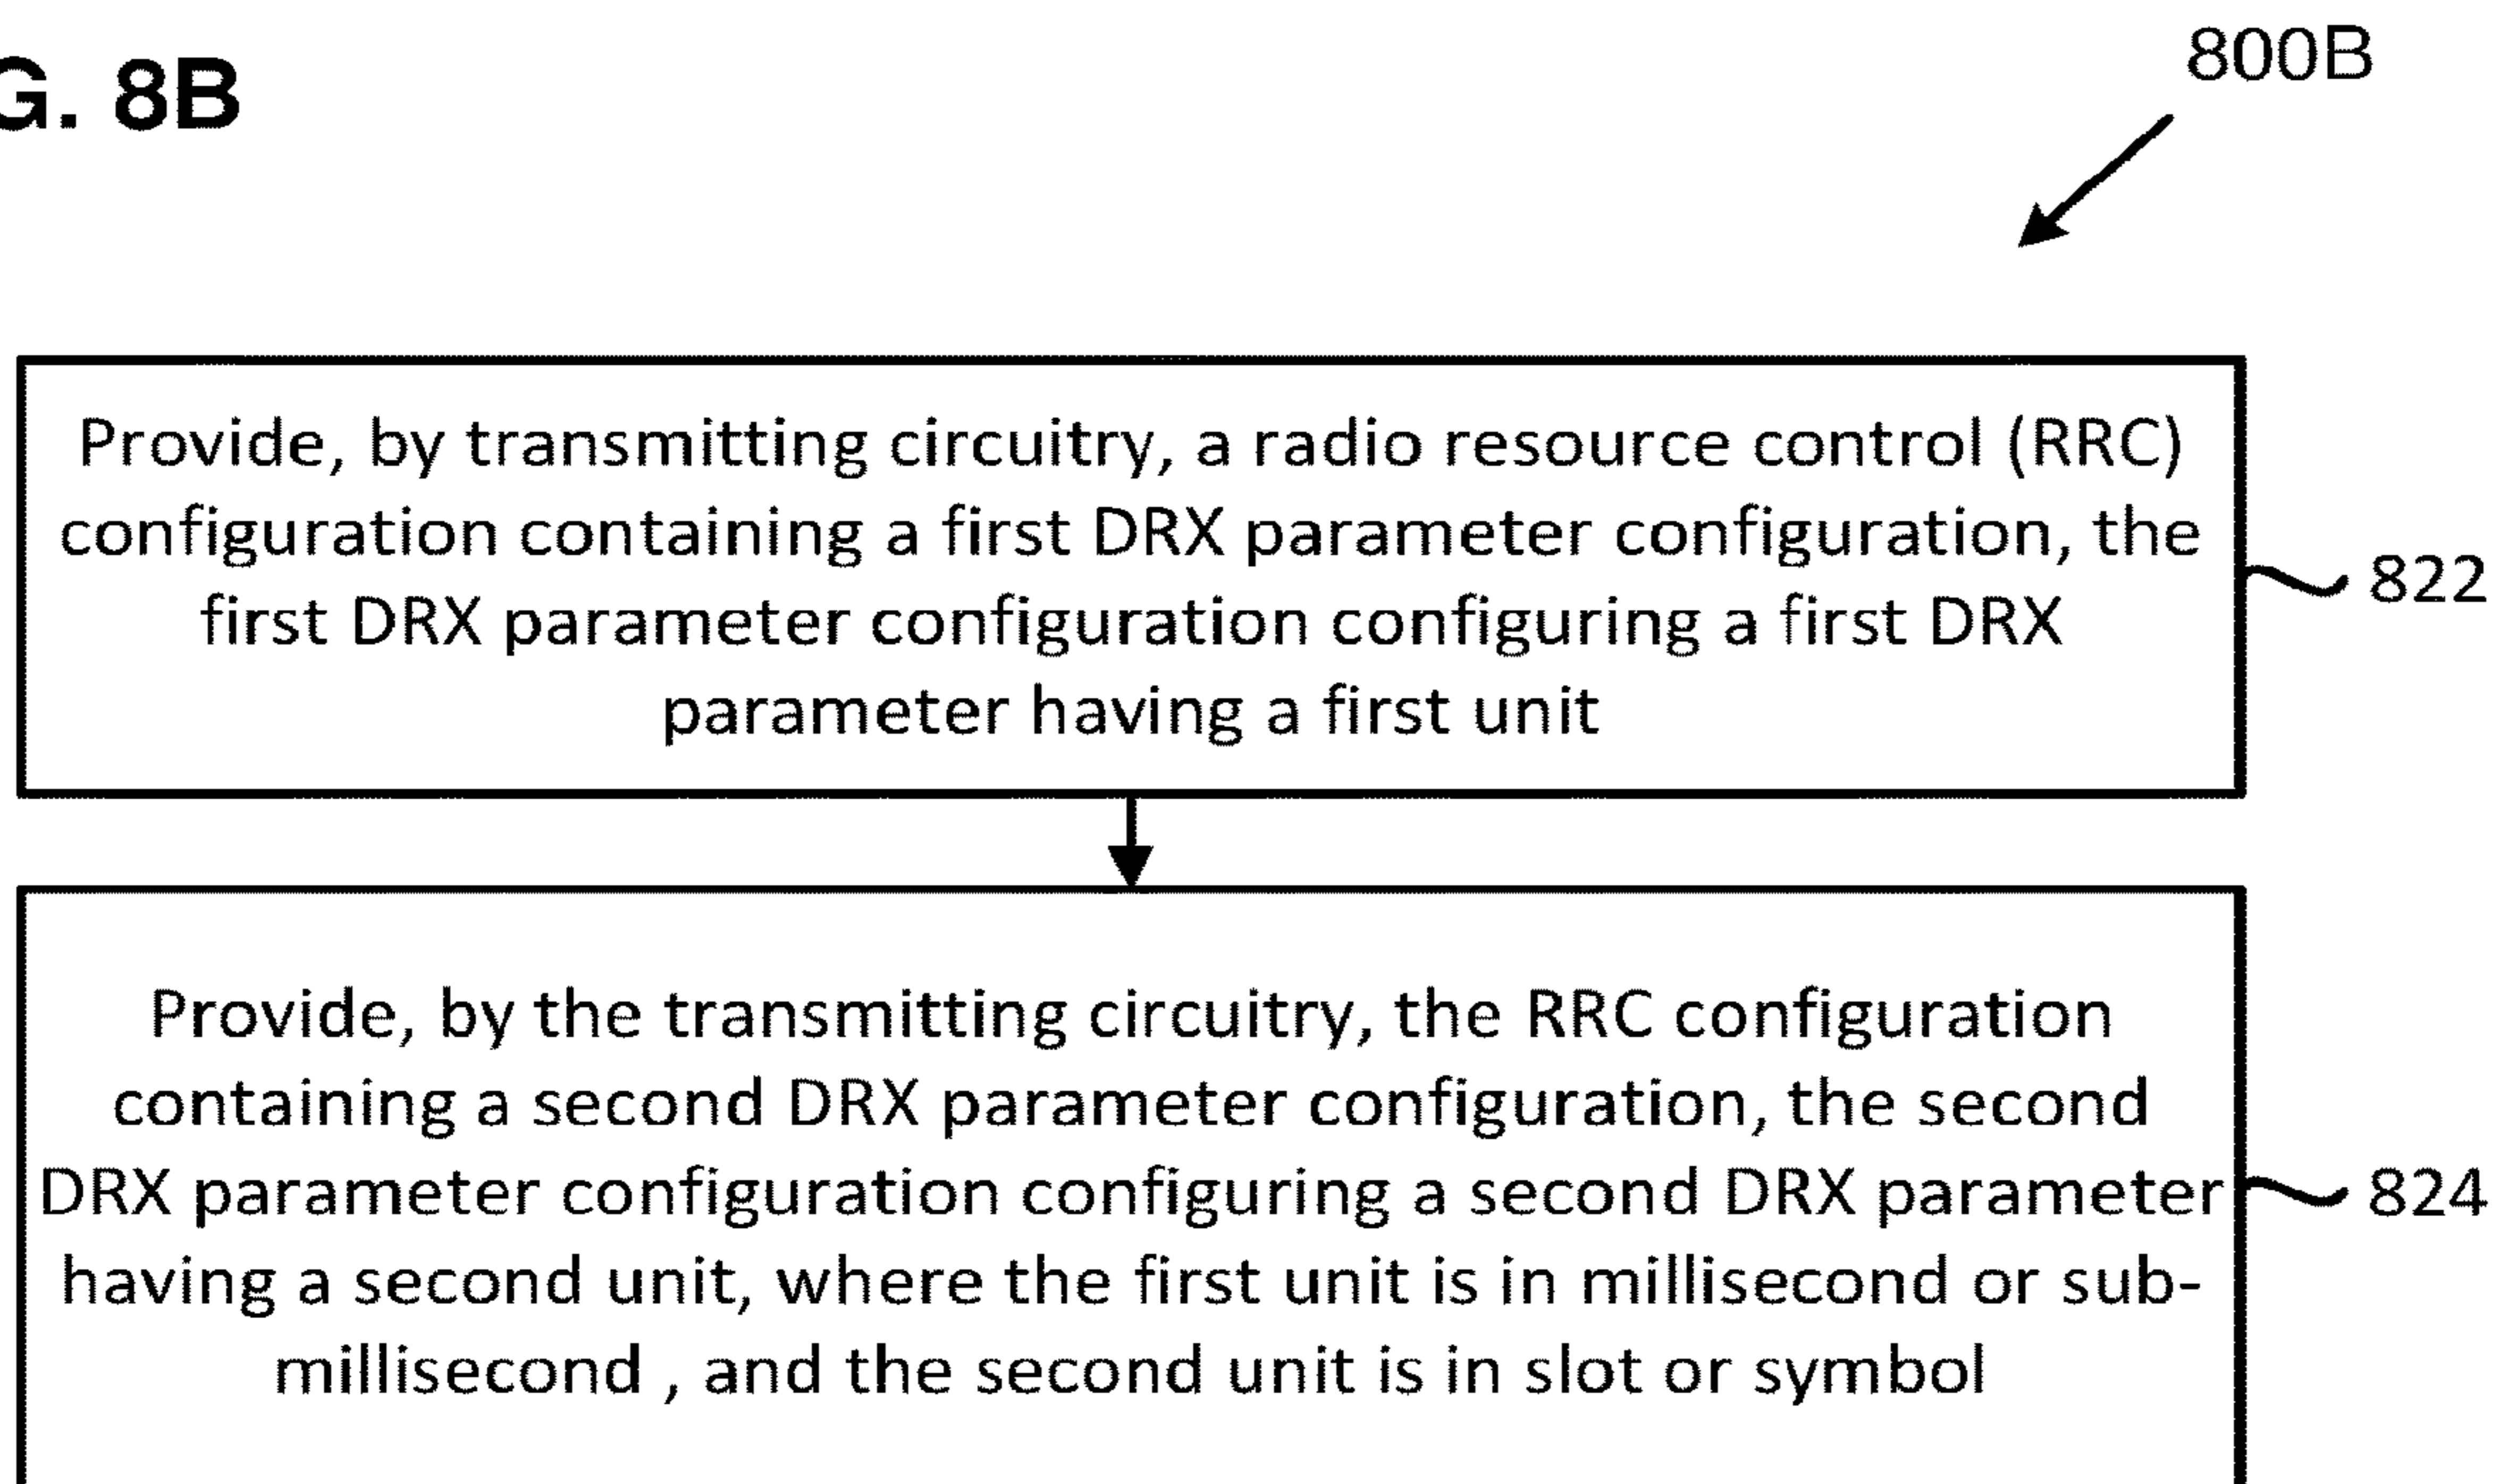 G. 8B
800B
Provide, by transmitting circuitry, a radio resource control (RRC)
configuration containing a first DRX parameter configuration, the
first DRX parameter configuration configuring a first DRX
parameter having a first unit
822
Provide, by the transmitting circuitry, the RRC configuration
containing a second DRX parameter configuration, the second
DRX parameter configuration configuring a second DRX parameter
having a second unit, where the first unit is in millisecond or sub-
millisecond , and the second unit is in slot or symbol
824